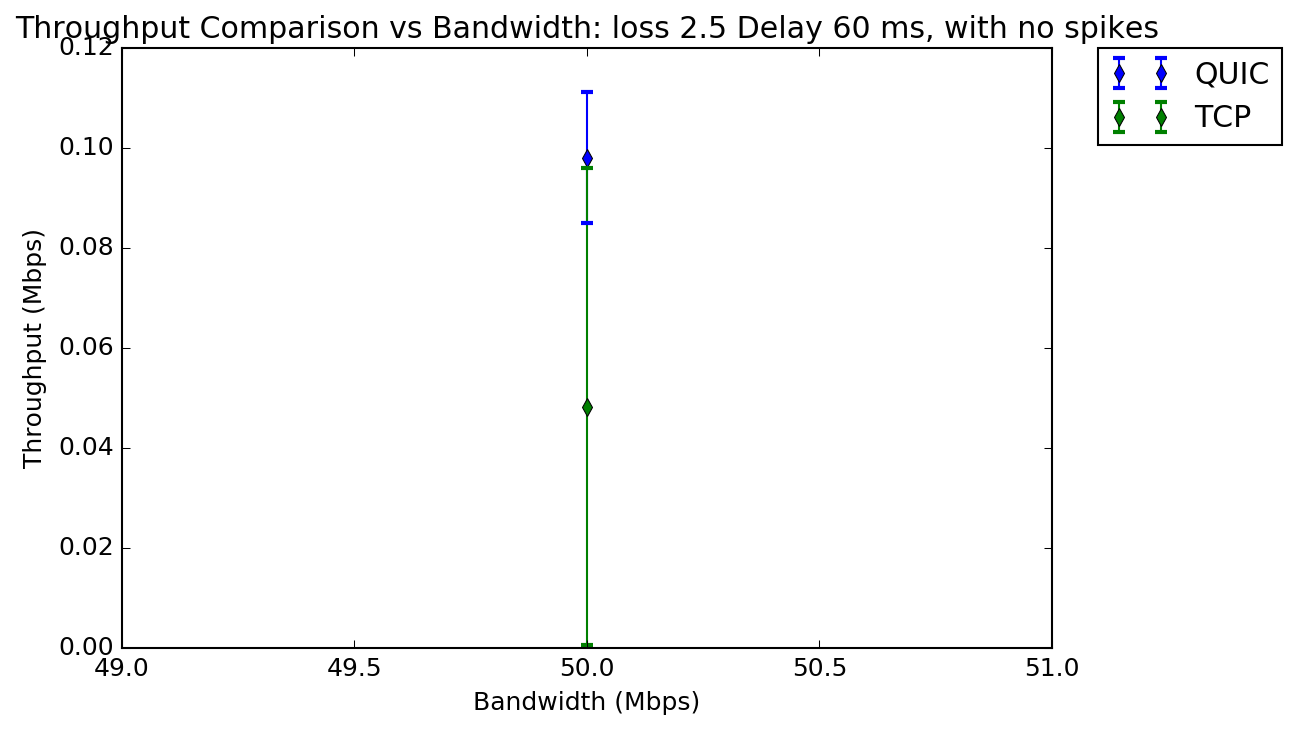 Throughput Comparison vs Bandwidth: loss 2.5 Delay 60 ms, with no spikes
QUIC
TCP
Throughput (Mbps)
0.12
0.10
0.08
0.06
0.04
0.02
0.00
49.0 49.5 50.0 50.5 51.0
Bandwidth (Mbps)